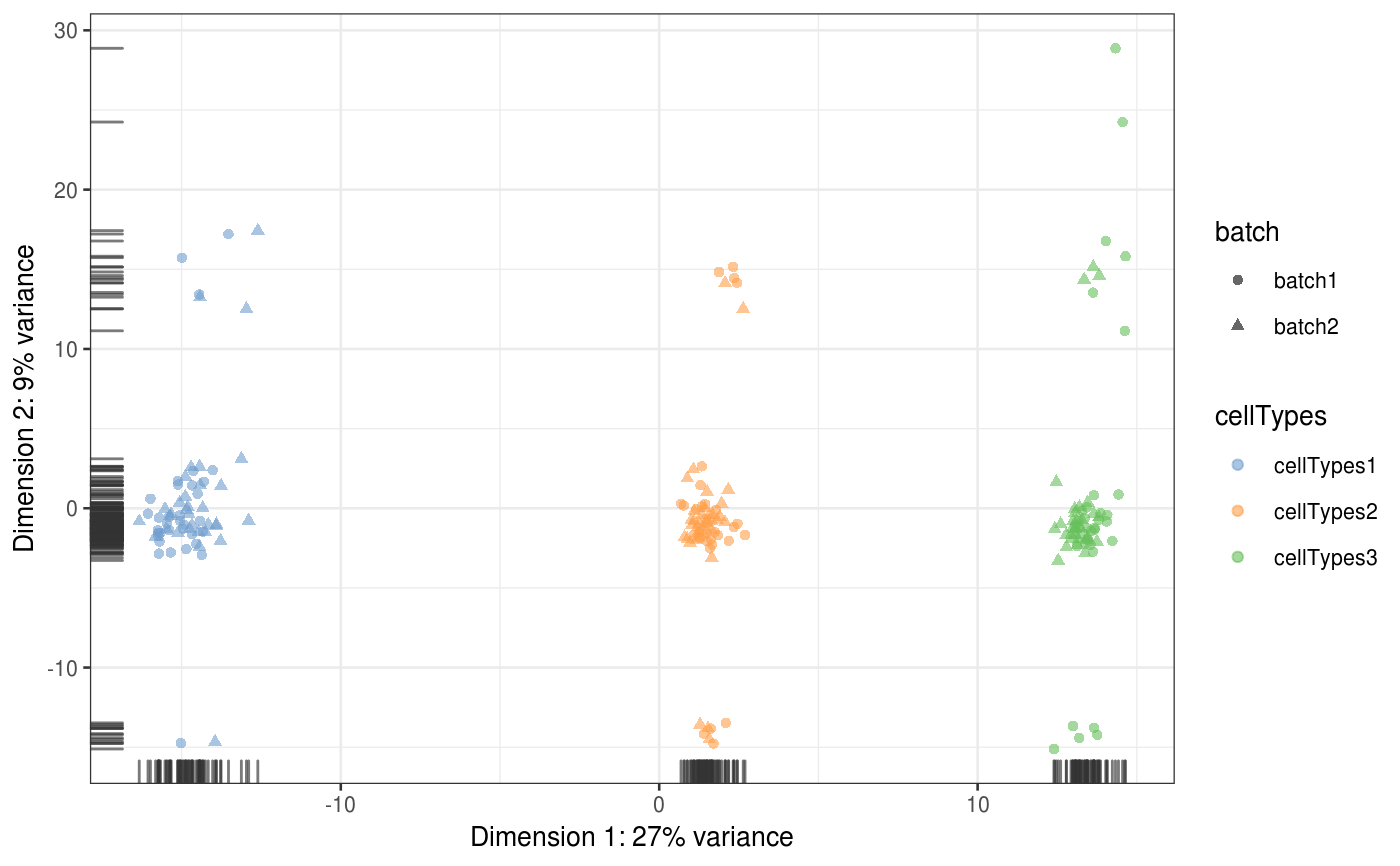 30
20
10
0
-10
-10
0
10
Dimension 2: 9% variance
Dimension 1: 27% variance
batch
batch1
batch2
cellTypes
cellTypes1
cellTypes2
cellTypes3